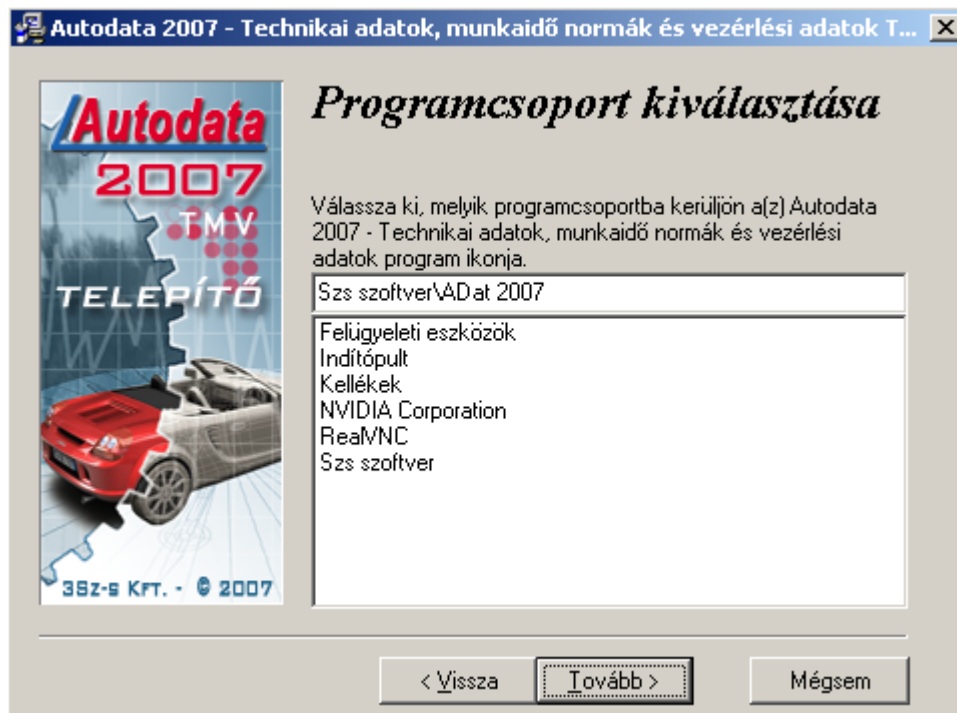 Autodata 2007 - Technikai adatok, munkaidő normák és vezérlési adatok T...
Autodata
2007
TMV
TELEPÍTŐ
3Sz-s Kft. - © 2007
Programcsoport kiválasztása
Válassza ki, melyik programcsoportba kerüljön a(z) Autodata
2007 - Technikai adatok, munkaidő normák és vezérlési
adatok program ikonja.
Szs szoftver\ADat 2007
Felügyeleti eszközök
Indítópult
Kellékek
NVIDIA Corporation
RealVNC
Szs szoftver
< Vissza
Tovább >
Mégsem